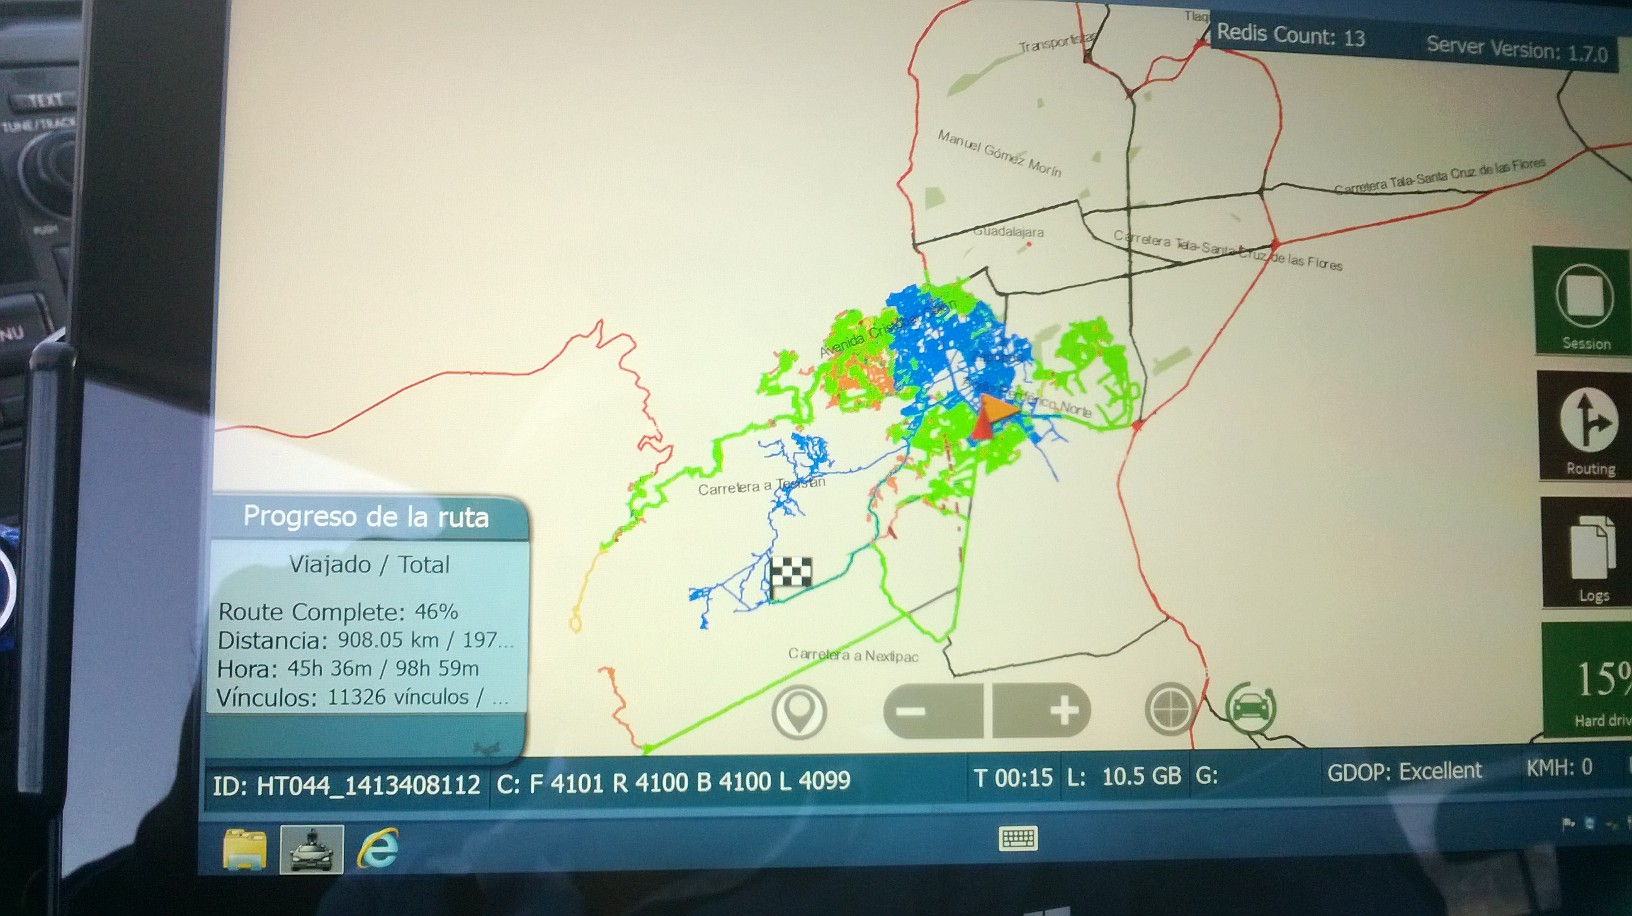 TEXT
TUNE/TRACK
PUSH
NU
Redis Count: 13
Server Version: 1.7.0
Transportistas
Manuel Gómez Morín
Carretera Tala-Santa Cruz de las Flores
Guadalajara
Carretera Tala-Santa Cruz de las Flores
Avenida
Periférico Norte
Carretera a Tesistán
Carretera a Nextipac
Progreso de la ruta
Viajado / Total
Route Complete: 46%
Distancia: 908.05 km / 197...
Hora: 45h 36m / 98h 59m
Vínculos: 11326 vínculos / ...
Session
Routing
Logs
15%
Hard driv
ID: HT044_1413408112
C: F 4101 R 4100 B 4100 L 4099
T 00:15
L: 10.5 GB
G:
GDOP: Excellent
KMH: 0